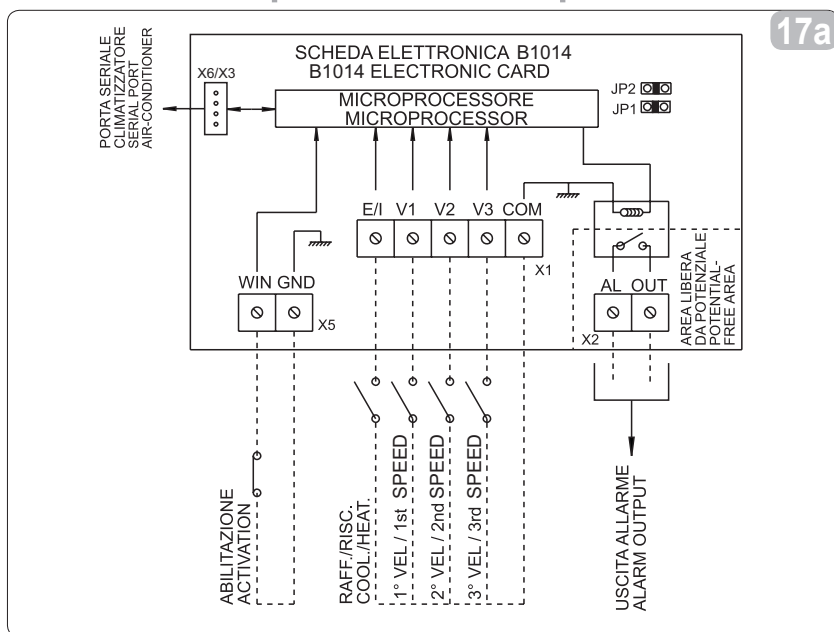 17a
SCHEDA ELETTRONICA B1014
B1014 ELECTRONIC CARD
PORTA SERIALE
CLIMATIZZATORE
SERIAL PORT
AIR-CONDITIONER
X6/X3
MICROPROCESSORE
MICROPROCESSOR
JP2
JP1
E/I V1 V2 V3 COM
X1
WIN GND
X5
AL OUT
X2
AREA LIBERA
DA POTENZIALE
POTENTIAL-
FREE AREA
ABILITAZIONE
ACTIVATION
RAFF./RISC.
COOL./HEAT.
1° VEL / 1st SPEED
2° VEL / 2nd SPEED
3° VEL / 3rd SPEED
USCITA ALLARME
ALARM OUTPUT